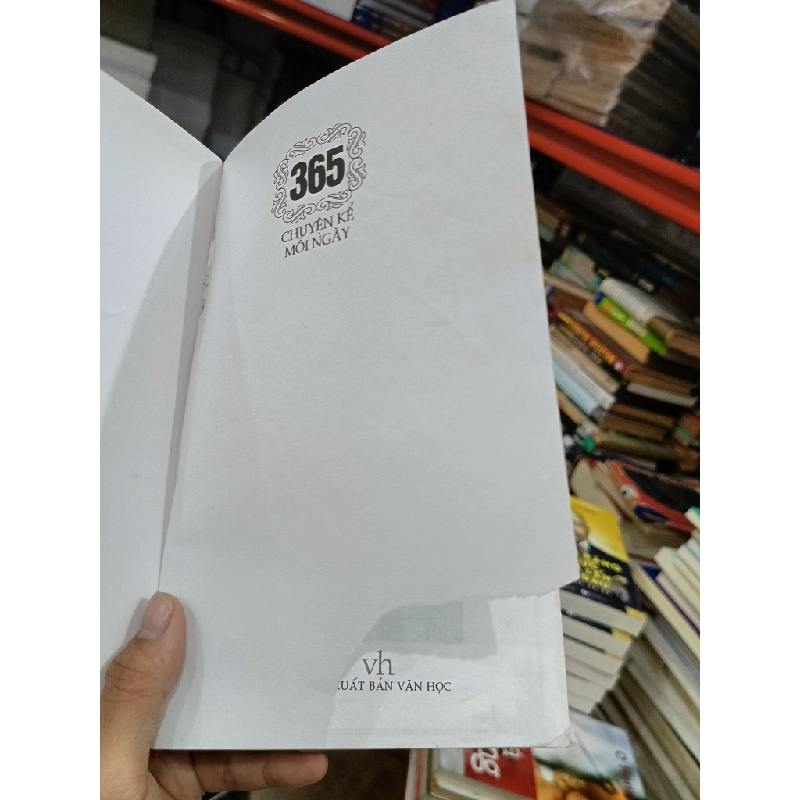 365
CHUYỆN KỂ
MỖI NGÀY
vh
XUẤT BẢN VĂN HỌC